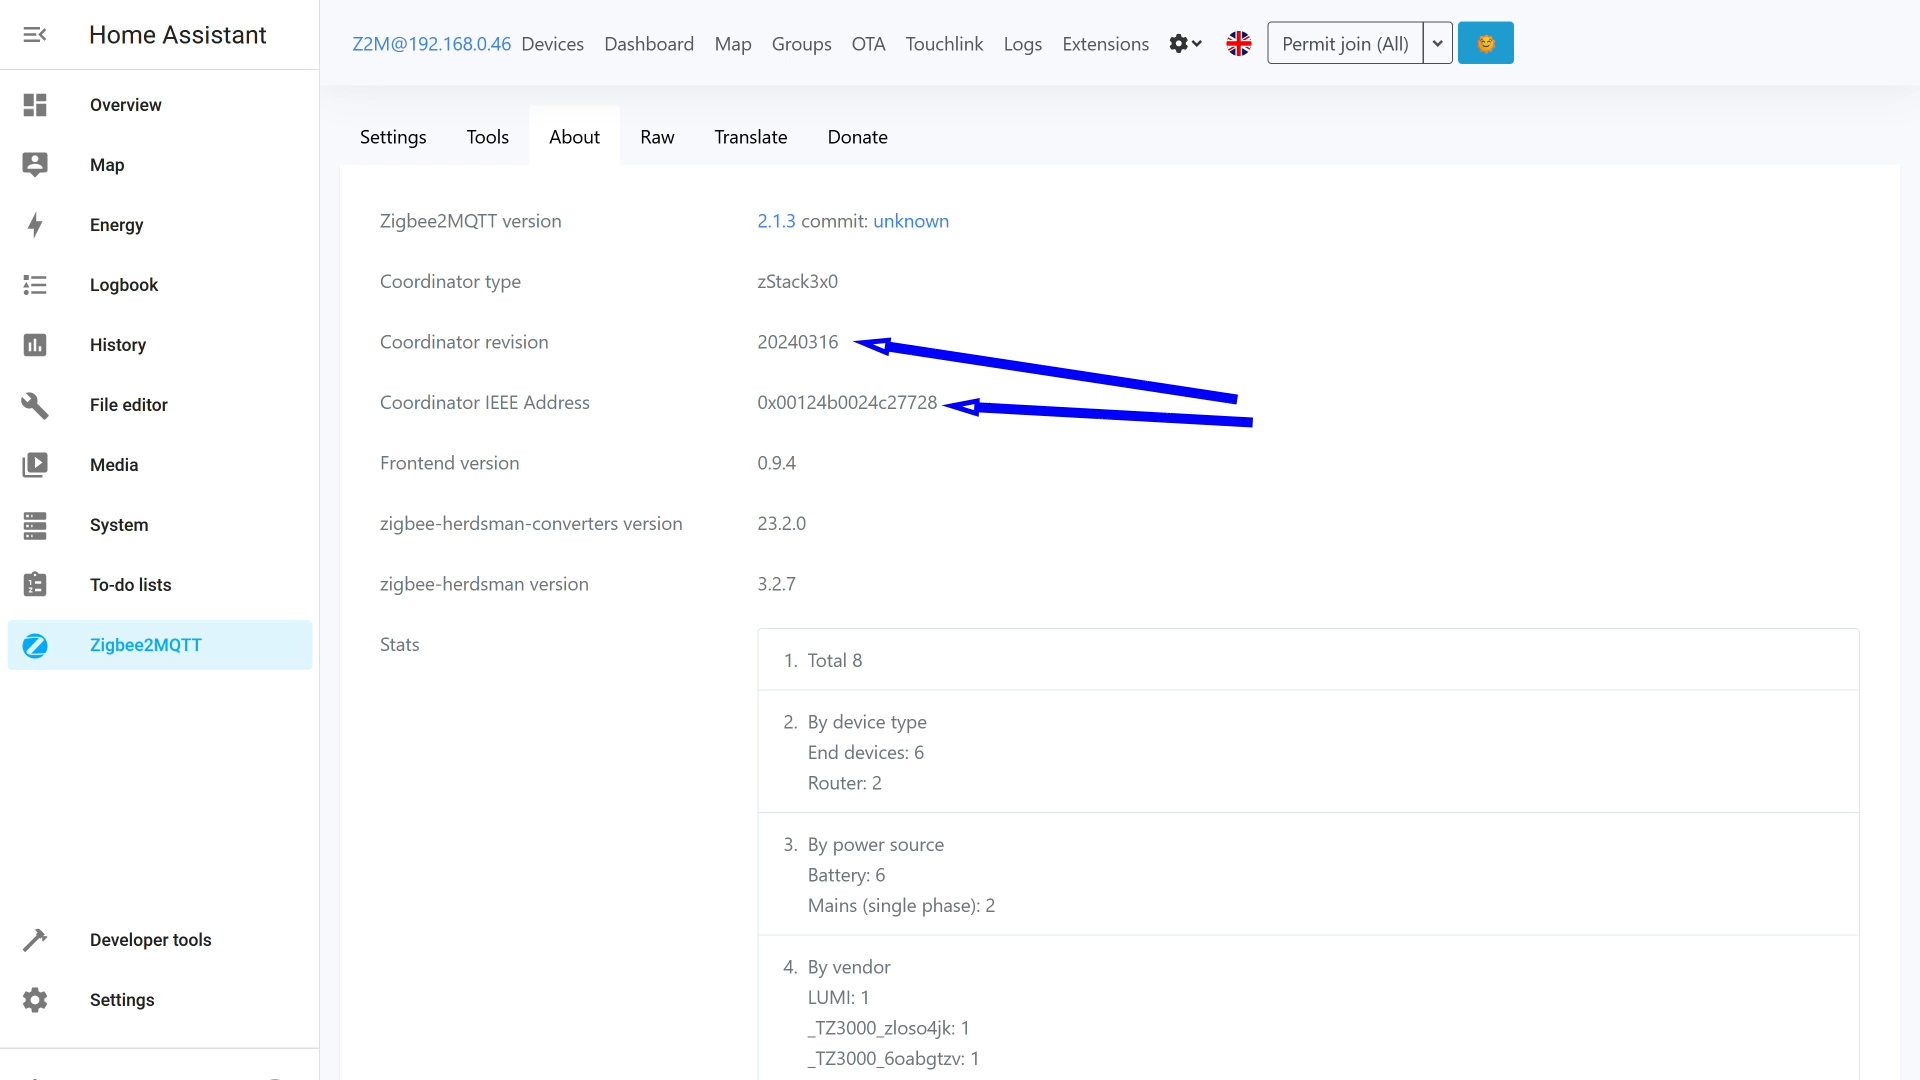 Home Assistant
Overview
Map
Energy
Logbook
History
File editor
Media
System
To-do lists
Zigbee2MQTT
Developer tools
Settings
Z2M@192.168.0.46 Devices Dashboard Map Groups OTA Touchlink Logs Extensions Permit join (All)
Settings Tools About Raw Translate Donate
Zigbee2MQTT version 2.1.3 commit: unknown
Coordinator type zStack3x0
Coordinator revision 20240316
Coordinator IEEE Address 0x00124b0024c27728
Frontend version 0.9.4
zigbee-herdsman-converters version 23.2.0
zigbee-herdsman version 3.2.7
Stats
1. Total 8
2. By device type
End devices: 6
Router: 2
3. By power source
Battery: 6
Mains (single phase): 2
4. By vendor
LUMI: 1
_TZ3000_zloso4jk: 1
_TZ3000_6oabgtzv: 1